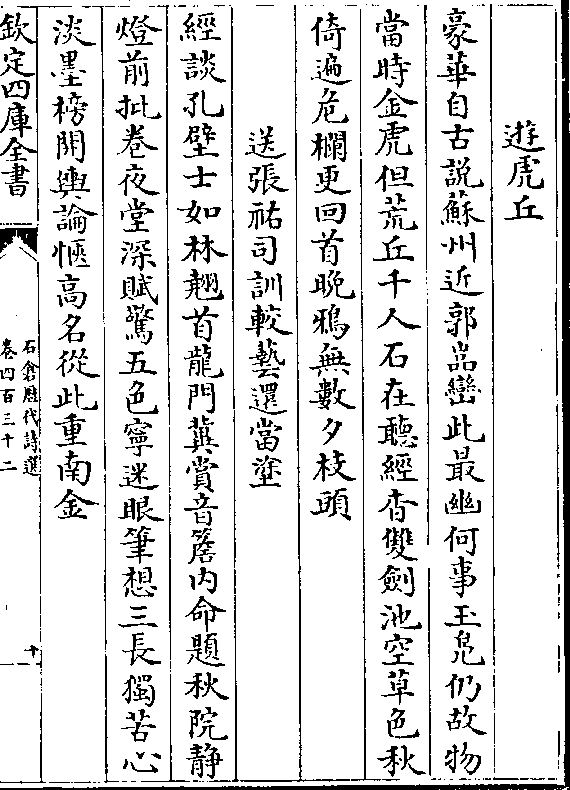 遊虎丘
豪華自古說蘇州近郭嵓巒此最幽何事玉鳬仍故物
當時金虎但荒丘千人石在聽經杳雙劍池空草色秋
倚遍危欄更回首晚鴉無數夕枝頭
送張祐司訓較藝還當塗
經談孔壁士如林翹首龍門冀賞音簷内命題秋院静
燈前批卷夜堂深賦驚五色寧迷眼筆想三長獨苦心
淡墨榜開輿論愜高名從此重南金
欽定四庫全書
石倉歴代詩選
卷四百三十二
十